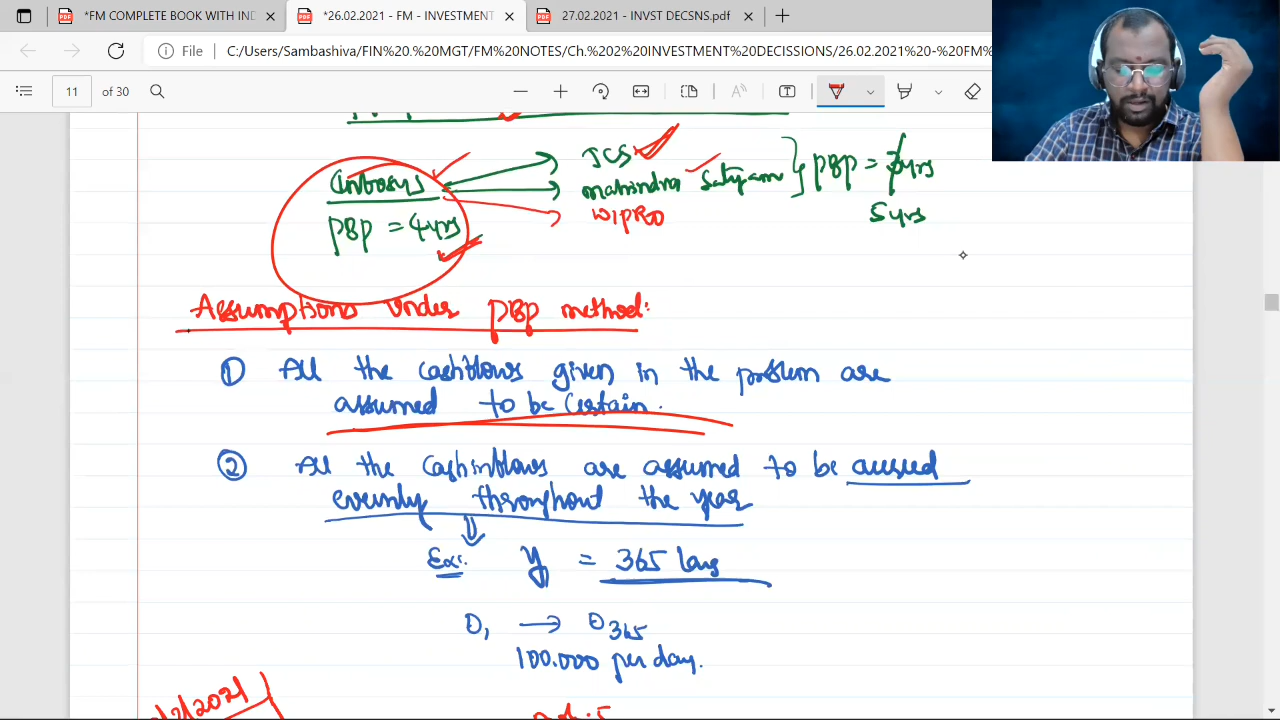 *FM COMPLETE BOOK WITH IND
*26.02.2021 - FM - INVESTMENT
27.02.2021 - INVST DECSNS.pdf
File
C:/Users/Sambashiva/FIN%20.%20MGT/FM%20NOTES/Ch.%202%20INVESTMENT%20DECISSIONS/26.02.2021%20-%20FM%
11 of 30
Infosys
TCS
Mahindra Satyam
WIPRO
PBP = 4yrs
PBP =
5yrs
Assumptions under PBP method:
① All the cashflows given in the problem are
assumed to be Certain.
② All the Cashinflows are assumed to be
evenly throughout the year
Ex:. y = 365 days
D1 → D365
100.000 per day.
/2/2021